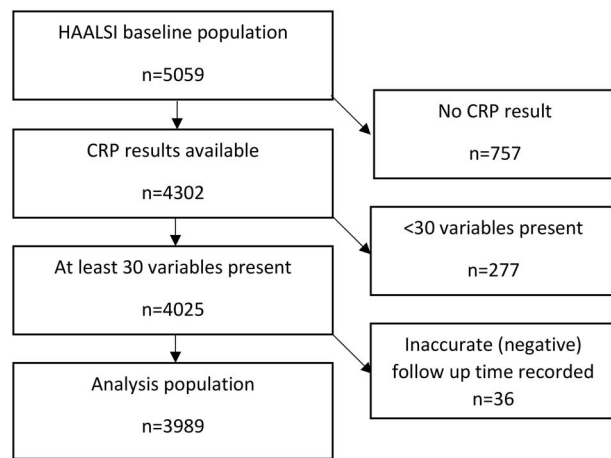 HAALSI baseline population
n=5059
No CRP result
n=757
CRP results available
n=4302
<30 variables present
n=277
At least 30 variables present
n=4025
Inaccurate (negative)
follow up time recorded
n=36
Analysis population
n=3989